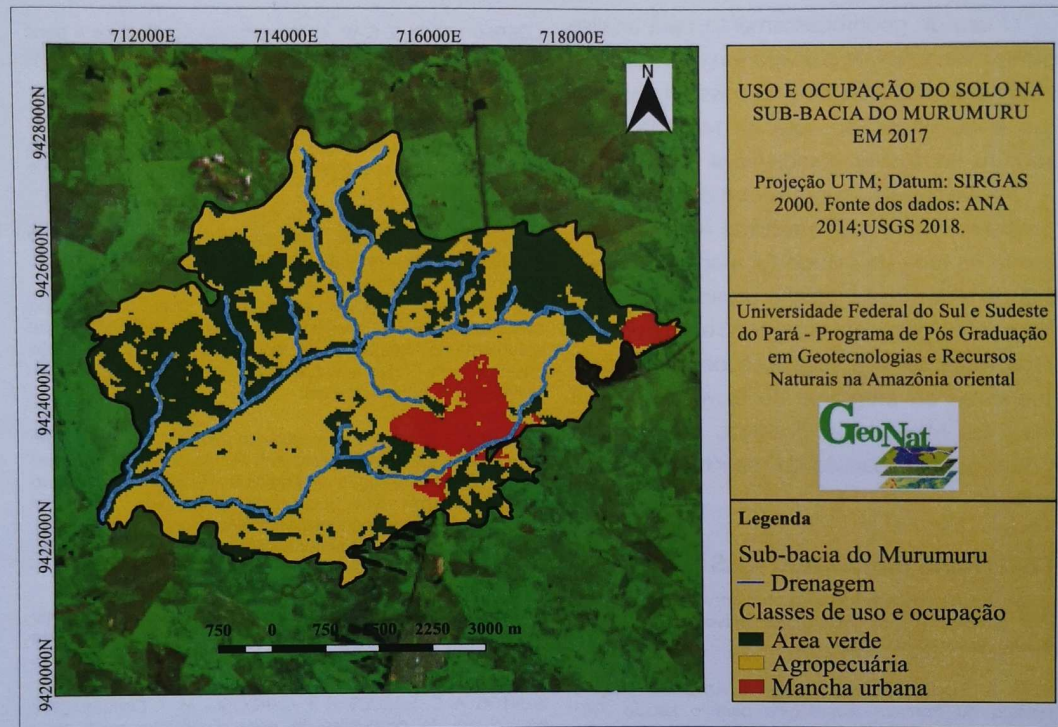 712000E 714000E 716000E 718000E
9428000N
9426000N
9424000N
9422000N
9420000N
N
750 0 750 1500 2250 3000 m
USO E OCUPAÇÃO DO SOLO NA
SUB-BACIA DO MURUMURU
EM 2017
Projeção UTM; Datum: SIRGAS
2000. Fonte dos dados: ANA
2014;USGS 2018.
Universidade Federal do Sul e Sudeste
do Pará - Programa de Pós Graduação
em Geotecnologias e Recursos
Naturais na Amazônia oriental
GeoNat
Legenda
Sub-bacia do Murumuru
Drenagem
Classes de uso e ocupação
Área verde
Agropecuária
Mancha urbana